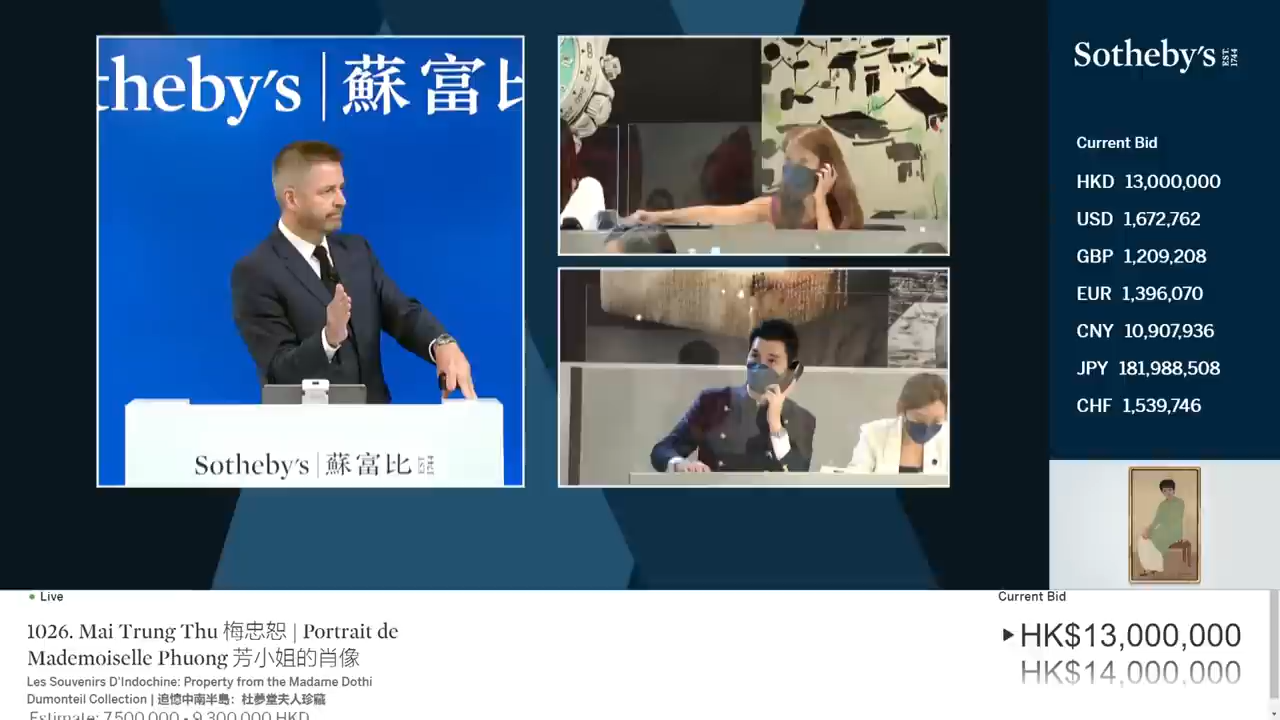 theby's | 蘇富比
Sotheby's | 蘇富比 EST. 1744
Sotheby's EST. 1744
Current Bid
HKD 13,000,000
USD 1,672,762
GBP 1,209,208
EUR 1,396,070
CNY 10,907,936
JPY 181,988,508
CHF 1,539,746
• Live
1026. Mai Trung Thu 梅忠恕 | Portrait de
Mademoiselle Phuong 芳小姐的肖像
Les Souvenirs D'Indochine: Property from the Madame Dothi
Dumonteil Collection | 追憶中南半島：杜夢堂夫人珍藏
Estimate: 7,500,000 - 9,300,000 HKD
Current Bid
HK$13,000,000
HK$14,000,000